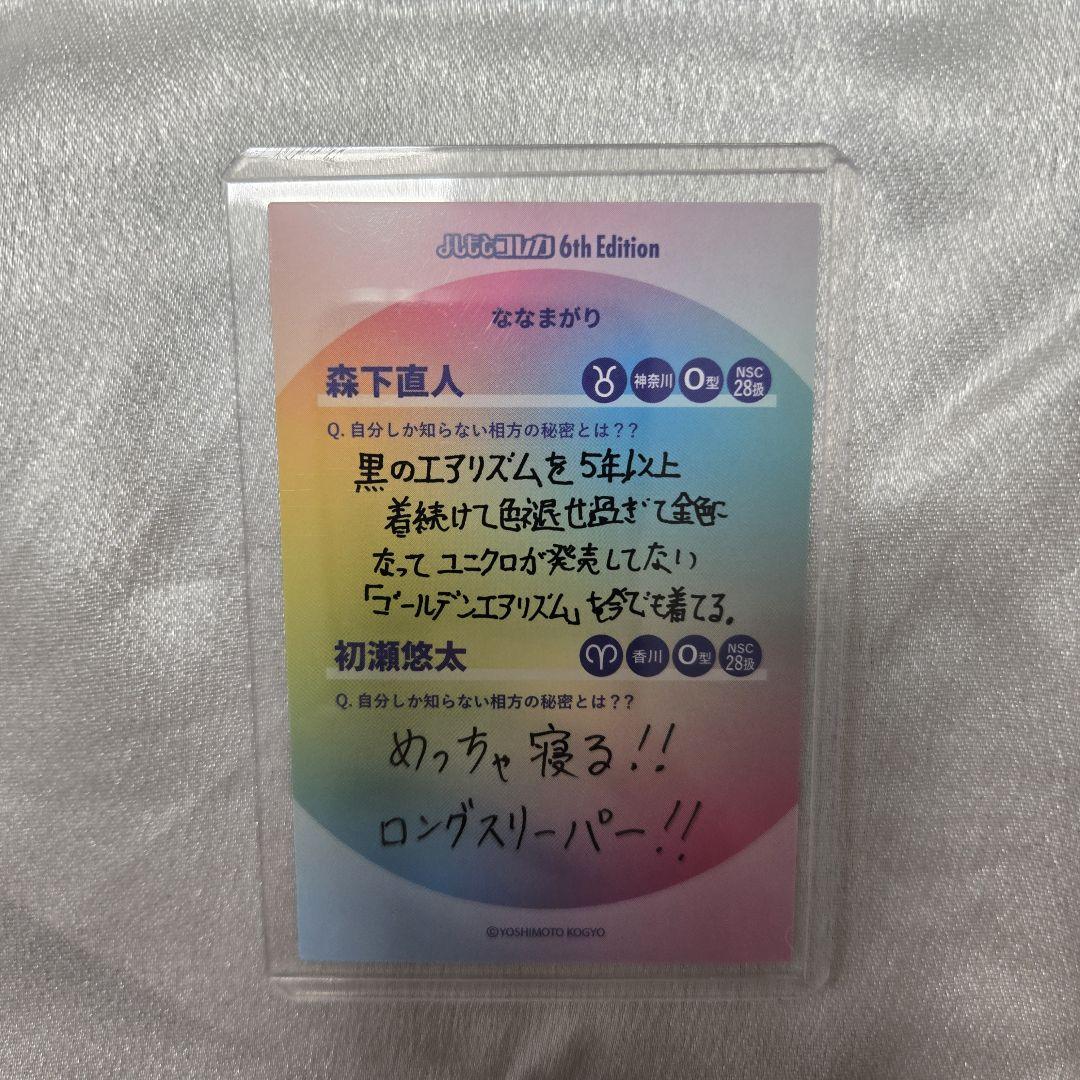 よしもとコレカ 6th Edition
ななまがり
森下直人 ♉ 神奈川 O型 NSC 28扱
Q. 自分しか知らない相方の秘密とは??
黒のエアリズムを5年以上
着続けて色褪せ過ぎて金色に
なってユニクロが発売してない
「ゴールデンエアリズム」を今でも着てる。
初瀬悠太 ♈ 香川 O型 NSC 28扱
Q. 自分しか知らない相方の秘密とは??
めっちゃ寝る!!
ロングスリーパー!!
©YOSHIMOTO KOGYO